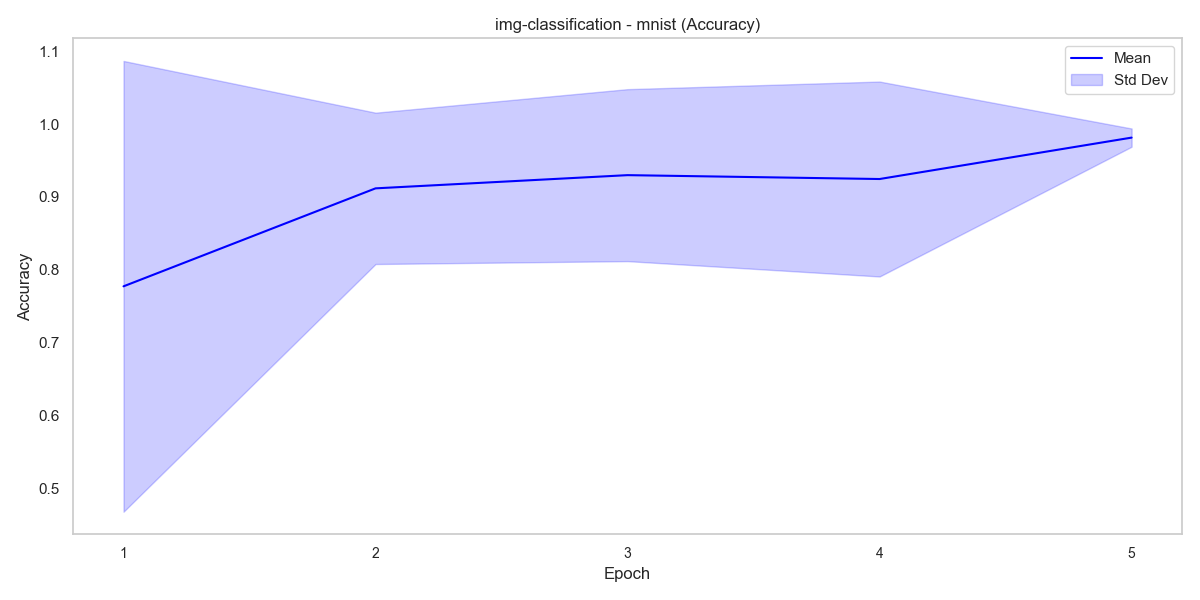 img-classification - mnist (Accuracy)
Mean
Std Dev
Accuracy
1.1
1.0
0.9
0.8
0.7
0.6
0.5
1 2 3 4 5
Epoch